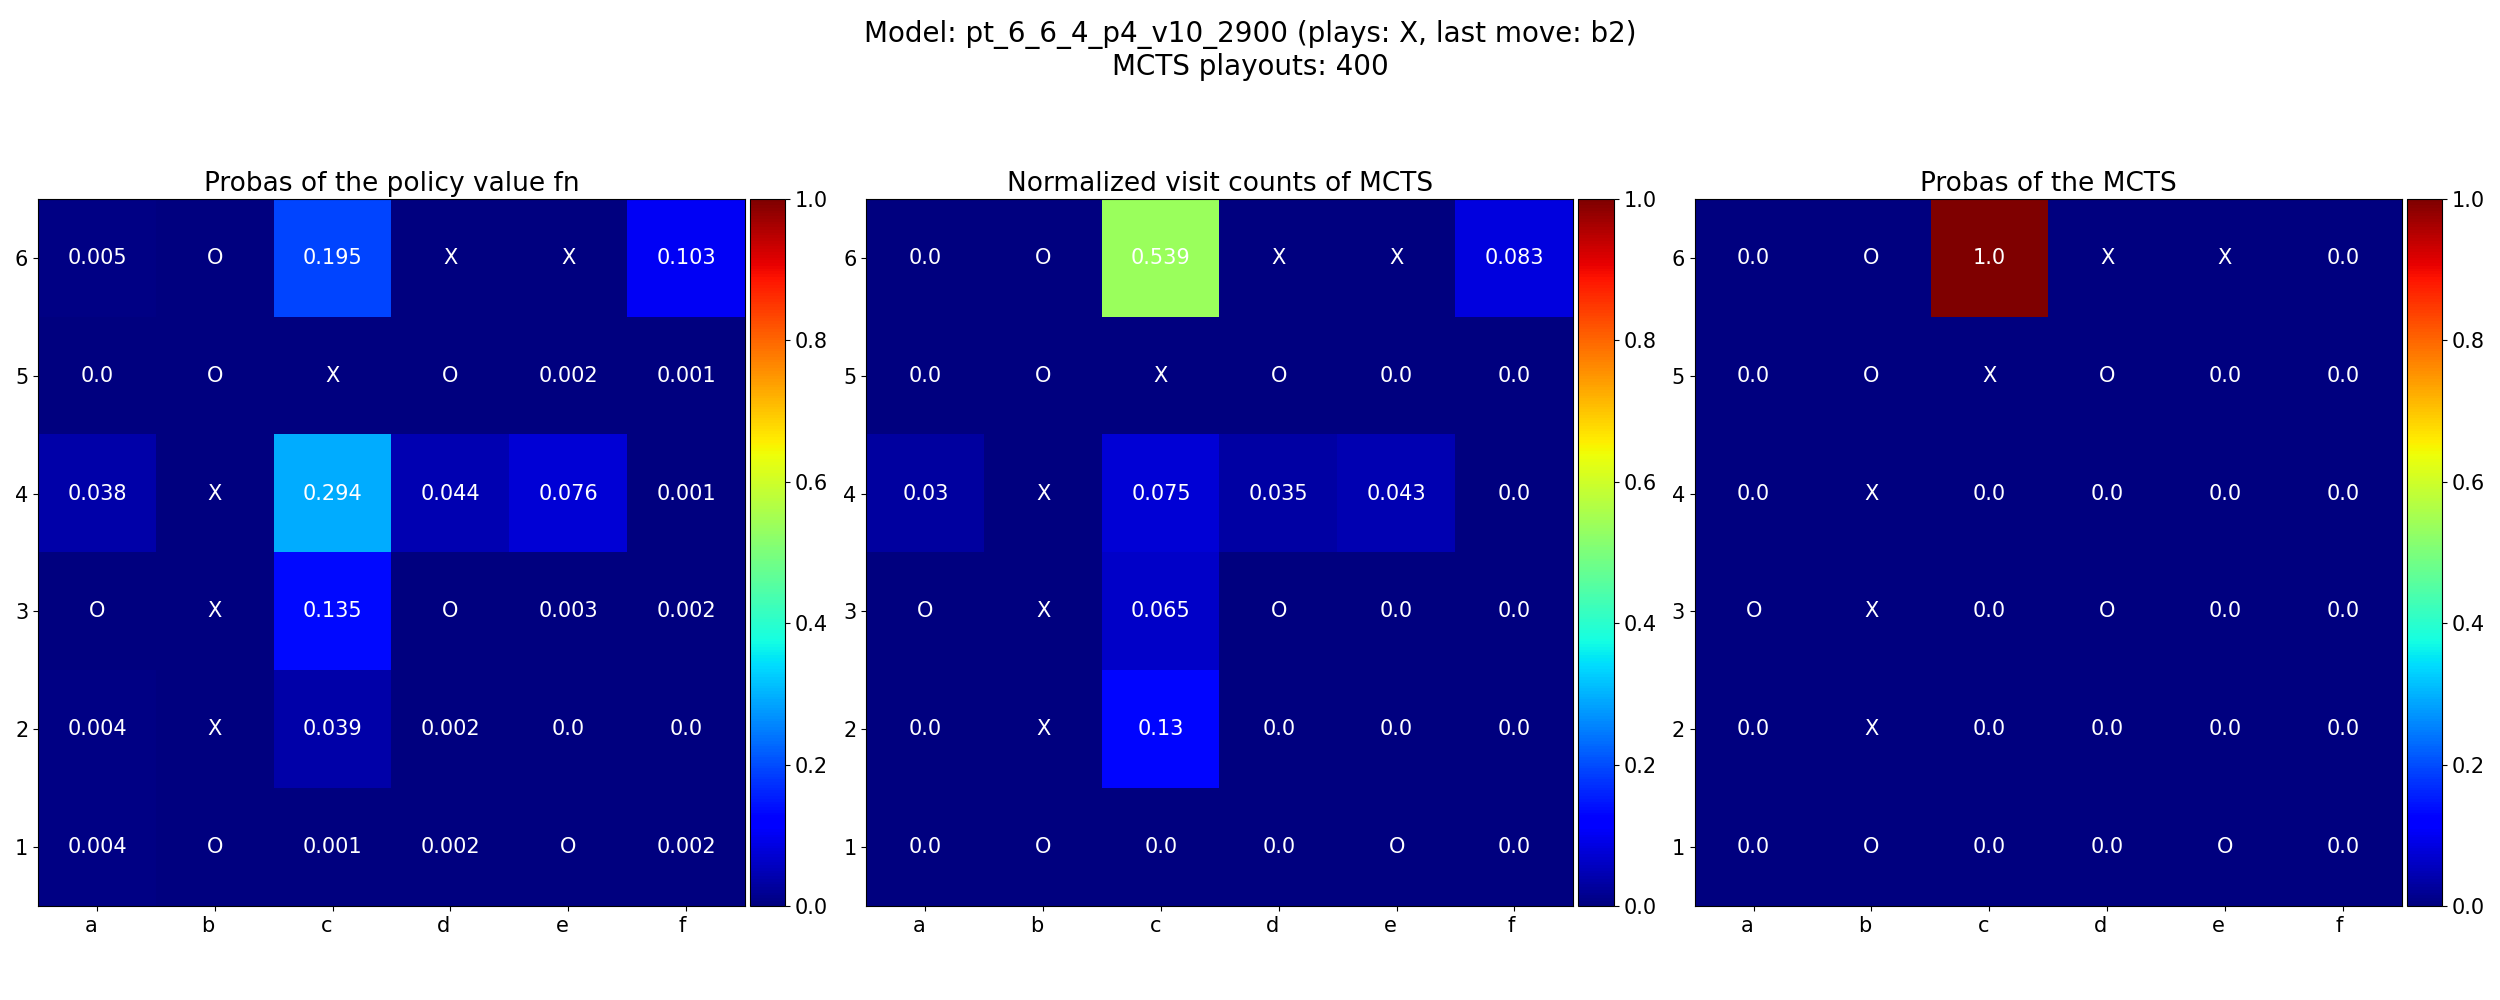 Model: pt_6_6_4_p4_v10_2900 (plays: X, last move: b2)
MCTS playouts: 400
Probas of the policy value fn
6 0.005 O 0.195 X X 0.103
5 0.0 O X O 0.002 0.001
4 0.038 X 0.294 0.044 0.076 0.001
3 O X 0.135 O 0.003 0.002
2 0.004 X 0.039 0.002 0.0 0.0
1 0.004 O 0.001 0.002 O 0.002
a b c d e f
1.0
0.8
0.6
0.4
0.2
0.0
Normalized visit counts of MCTS
6 0.0 O 0.539 X X 0.083
5 0.0 O X O 0.0 0.0
4 0.03 X 0.075 0.035 0.043 0.0
3 O X 0.065 O 0.0 0.0
2 0.0 X 0.13 0.0 0.0 0.0
1 0.0 O 0.0 0.0 O 0.0
a b c d e f
1.0
0.8
0.6
0.4
0.2
0.0
Probas of the MCTS
6 0.0 O 1.0 X X 0.0
5 0.0 O X O 0.0 0.0
4 0.0 X 0.0 0.0 0.0 0.0
3 O X 0.0 O 0.0 0.0
2 0.0 X 0.0 0.0 0.0 0.0
1 0.0 O 0.0 0.0 O 0.0
a b c d e f
1.0
0.8
0.6
0.4
0.2
0.0